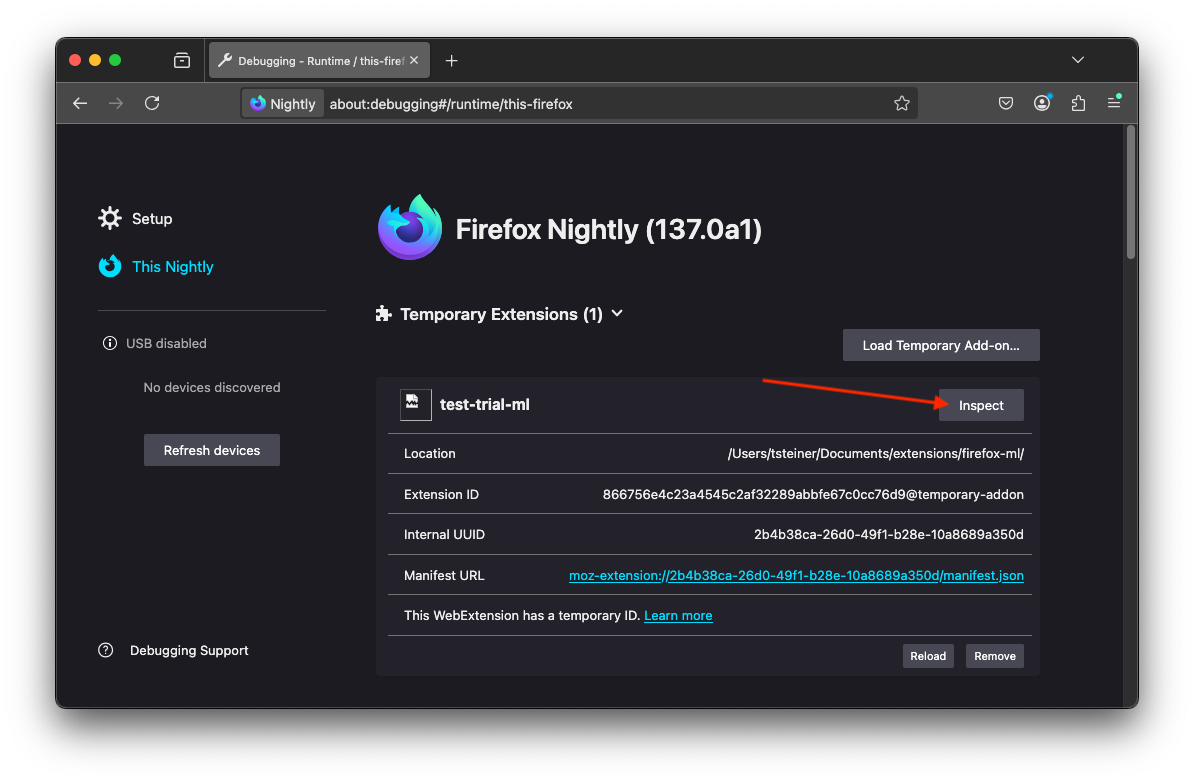 Debugging - Runtime / this-firef
Nightly about:debugging#/runtime/this-firefox
Setup
This Nightly
USB disabled
No devices discovered
Refresh devices
Debugging Support
Firefox Nightly (137.0a1)
Temporary Extensions (1)
Load Temporary Add-on...
test-trial-ml Inspect
Location /Users/tsteiner/Documents/extensions/firefox-ml/
Extension ID 866756e4c23a4545c2af32289abbfe67c0cc76d9@temporary-addon
Internal UUID 2b4b38ca-26d0-49f1-b28e-10a8689a350d
Manifest URL moz-extension://2b4b38ca-26d0-49f1-b28e-10a8689a350d/manifest.json
This WebExtension has a temporary ID. Learn more
Reload Remove